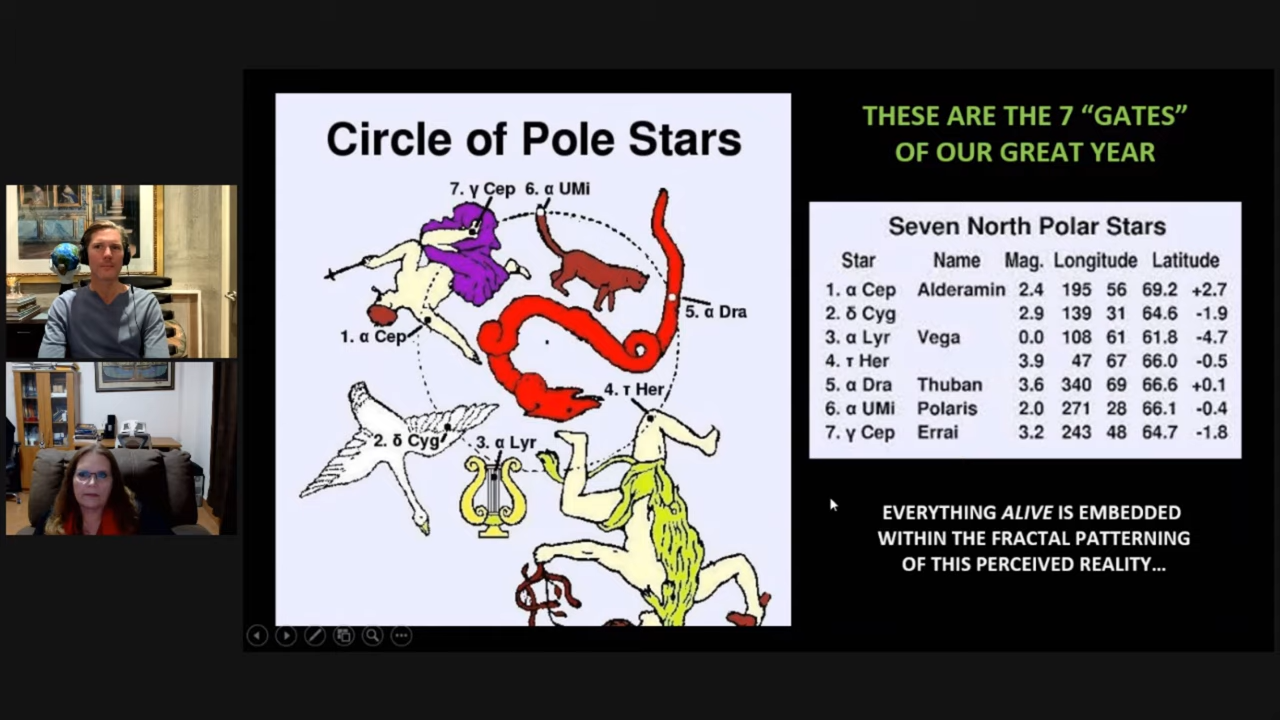 Circle of Pole Stars
7. γ Cep 6. α UMi
5. α Dra
1. α Cep
4. τ Her
2. δ Cyg 3. α Lyr
THESE ARE THE 7 “GATES”
OF OUR GREAT YEAR
Seven North Polar Stars
Star Name Mag. Longitude Latitude
1. α Cep Alderamin 2.4 195 56 69.2 +2.7
2. δ Cyg 2.9 139 31 64.6 -1.9
3. α Lyr Vega 0.0 108 61 61.8 -4.7
4. τ Her 3.9 47 67 66.0 -0.5
5. α Dra Thuban 3.6 340 69 66.6 +0.1
6. α UMi Polaris 2.0 271 28 66.1 -0.4
7. γ Cep Errai 3.2 243 48 64.7 -1.8
EVERYTHING ALIVE IS EMBEDDED
WITHIN THE FRACTAL PATTERNING
OF THIS PERCEIVED REALITY...